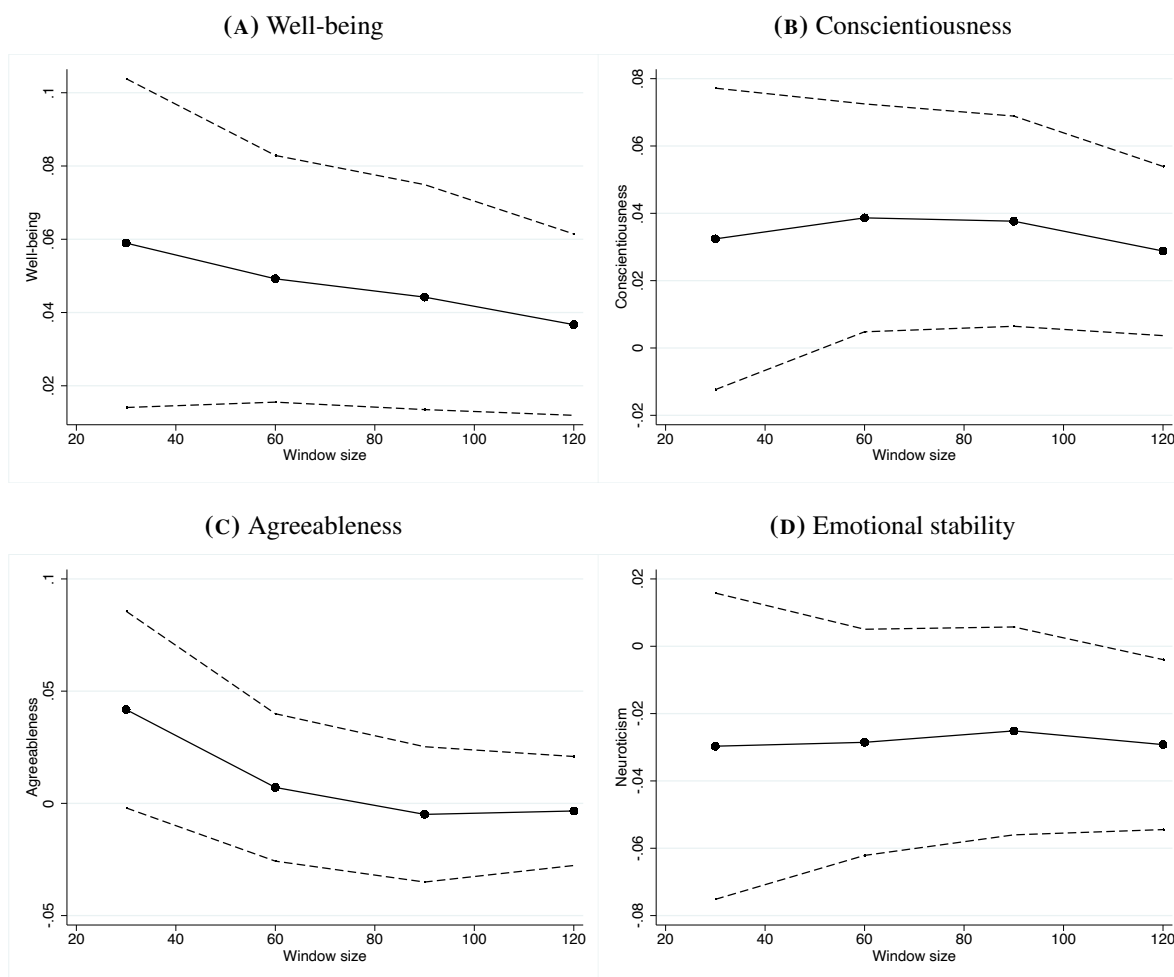 (A) Well-being
(B) Conscientiousness
.1
.08
.06
.04
.02
Well-being
20 40 60 80 100 120
Window size
.08
.06
.04
.02
0
-.02
Conscientiousness
20 40 60 80 100 120
Window size
(C) Agreeableness
(D) Emotional stability
.1
.05
0
-.05
Agreeableness
20 40 60 80 100 120
Window size
.02
0
-.02
-.04
-.06
-.08
Neuroticism
20 40 60 80 100 120
Window size